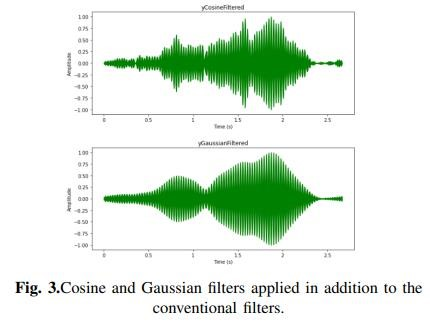 yCosineFiltered
1.00
0.75
0.50
0.25
0.00
−0.25
−0.50
−0.75
−1.00
Amplitude
0 0.5 1 1.5 2 2.5
Time (s)
yGaussianFiltered
1.00
0.75
0.50
0.25
0.00
−0.25
−0.50
−0.75
−1.00
Amplitude
0 0.5 1 1.5 2 2.5
Time (s)
Fig. 3.Cosine and Gaussian filters applied in addition to the
conventional filters.